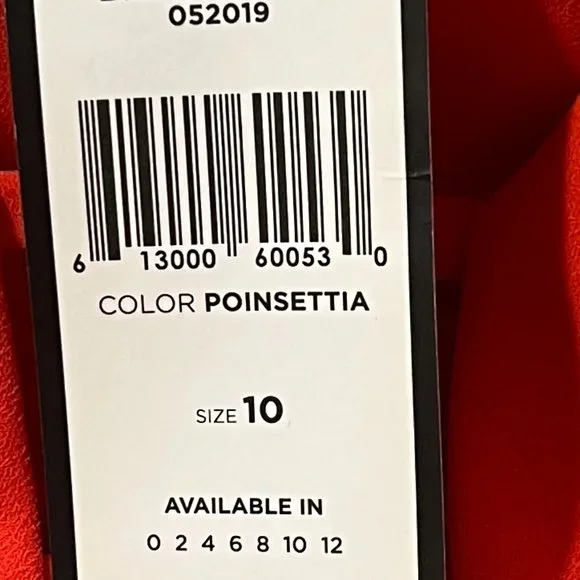 052019
6 13000 60053 0
COLOR POINSETTIA
SIZE 10
AVAILABLE IN
0 2 4 6 8 10 12